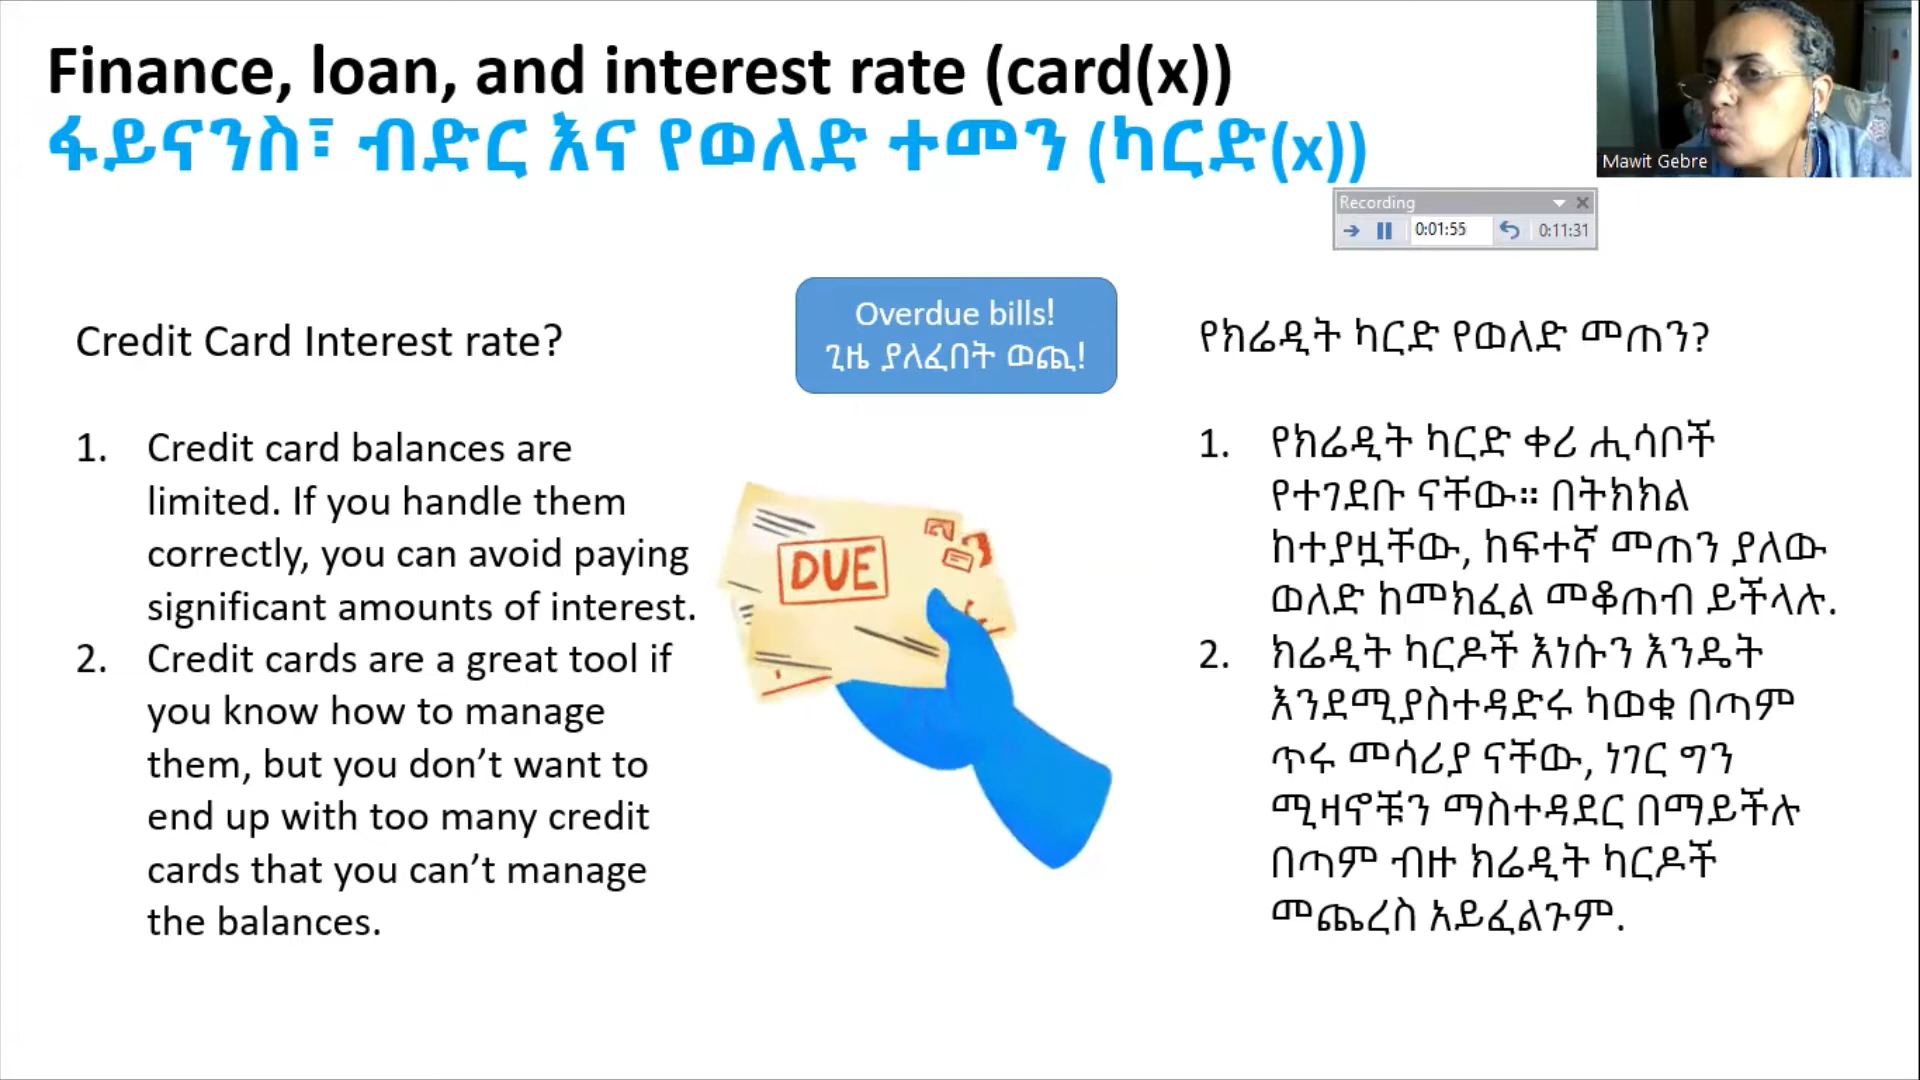 Finance, loan, and interest rate (card(x))
ፋይናንስ፣ ብድር እና የወለድ ተመን (ካርድ(x))
Mawit Gebre
Recording
0:01:55
0:11:31
Overdue bills!
ጊዜ ያለፈበት ወጪ!
Credit Card Interest rate?
1. Credit card balances are
limited. If you handle them
correctly, you can avoid paying
significant amounts of interest.
2. Credit cards are a great tool if
you know how to manage
them, but you don’t want to
end up with too many credit
cards that you can’t manage
the balances.
DUE
የክሬዲት ካርድ የወለድ መጠን?
1. የክሬዲት ካርድ ቀሪ ሒሳቦች
የተገደቡ ናቸው። በትክክል
ከተያዟቸው, ከፍተኛ መጠን ያለው
ወለድ ከመክፈል መቆጠብ ይችላሉ.
2. ክሬዲት ካርዶች እነሱን እንዴት
እንደሚያስተዳድሩ ካወቁ በጣም
ጥሩ መሳሪያ ናቸው, ነገር ግን
ሚዛኖቹን ማስተዳደር በማይችሉ
በጣም ብዙ ክሬዲት ካርዶች
መጨረስ አይፈልጉም.